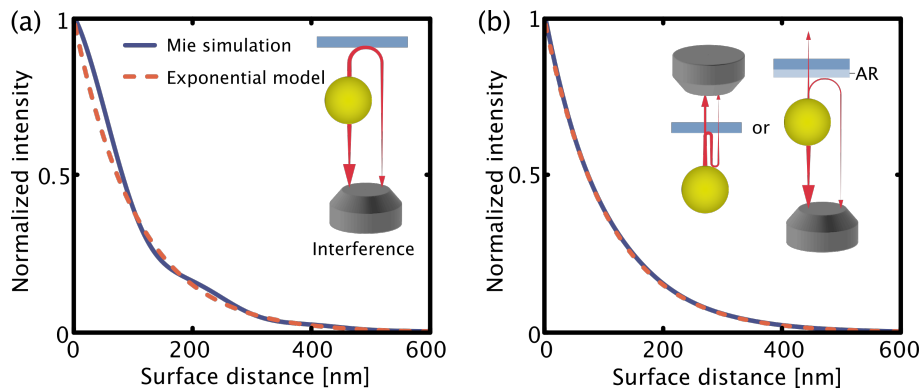 (a)
1
0.5
0
0
200
400
600
Normalized intensity
Surface distance [nm]
Mie simulation
Exponential model
Interference
(b)
1
0.5
0
0
200
400
600
Normalized intensity
Surface distance [nm]
or
AR